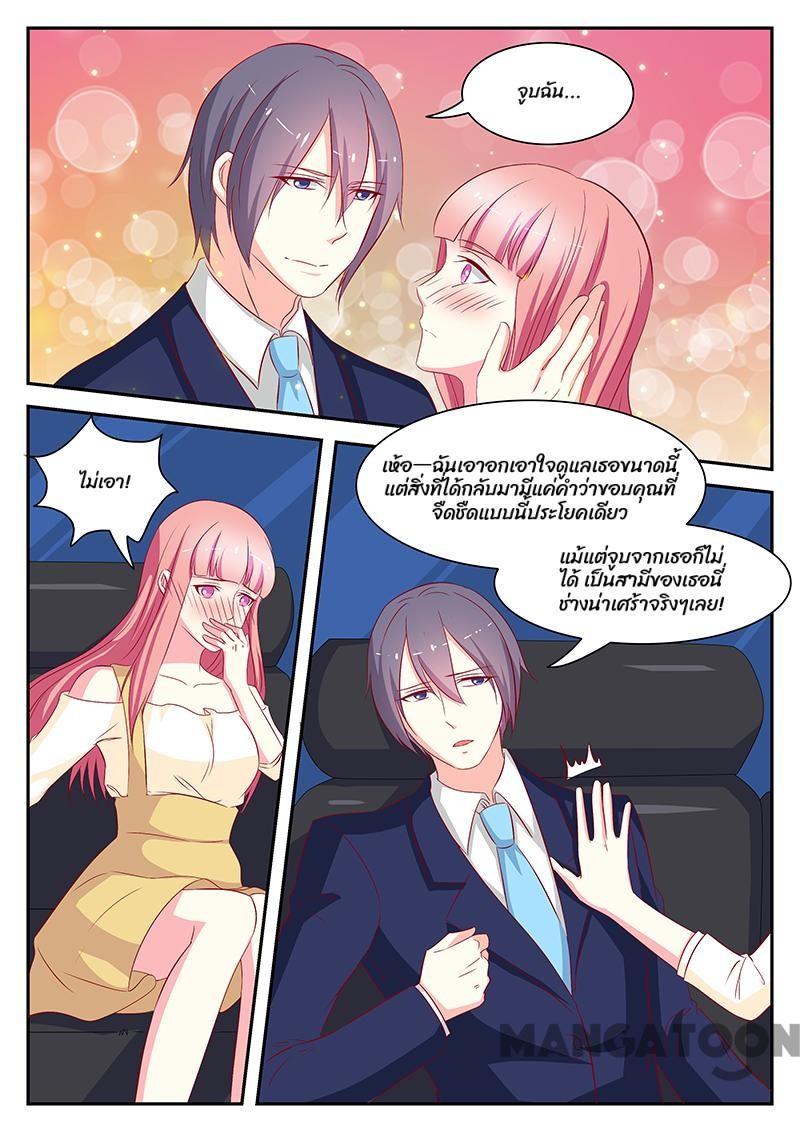 จูบฉัน...
ไม่เอา!
เห้อ—ฉันเอาอกเอาใจดูแลเธอขนาดนี้
แต่สิ่งที่ได้กลับมามีแค่คำว่าขอบคุณที่
จืดชืดแบบนี้ประโยคเดียว
แม้แต่จูบจากเธอก็ไม่
ได้ เป็นสามีของเธอนี่
ช่างน่าเศร้าจริงๆเลย!
MANGATOON